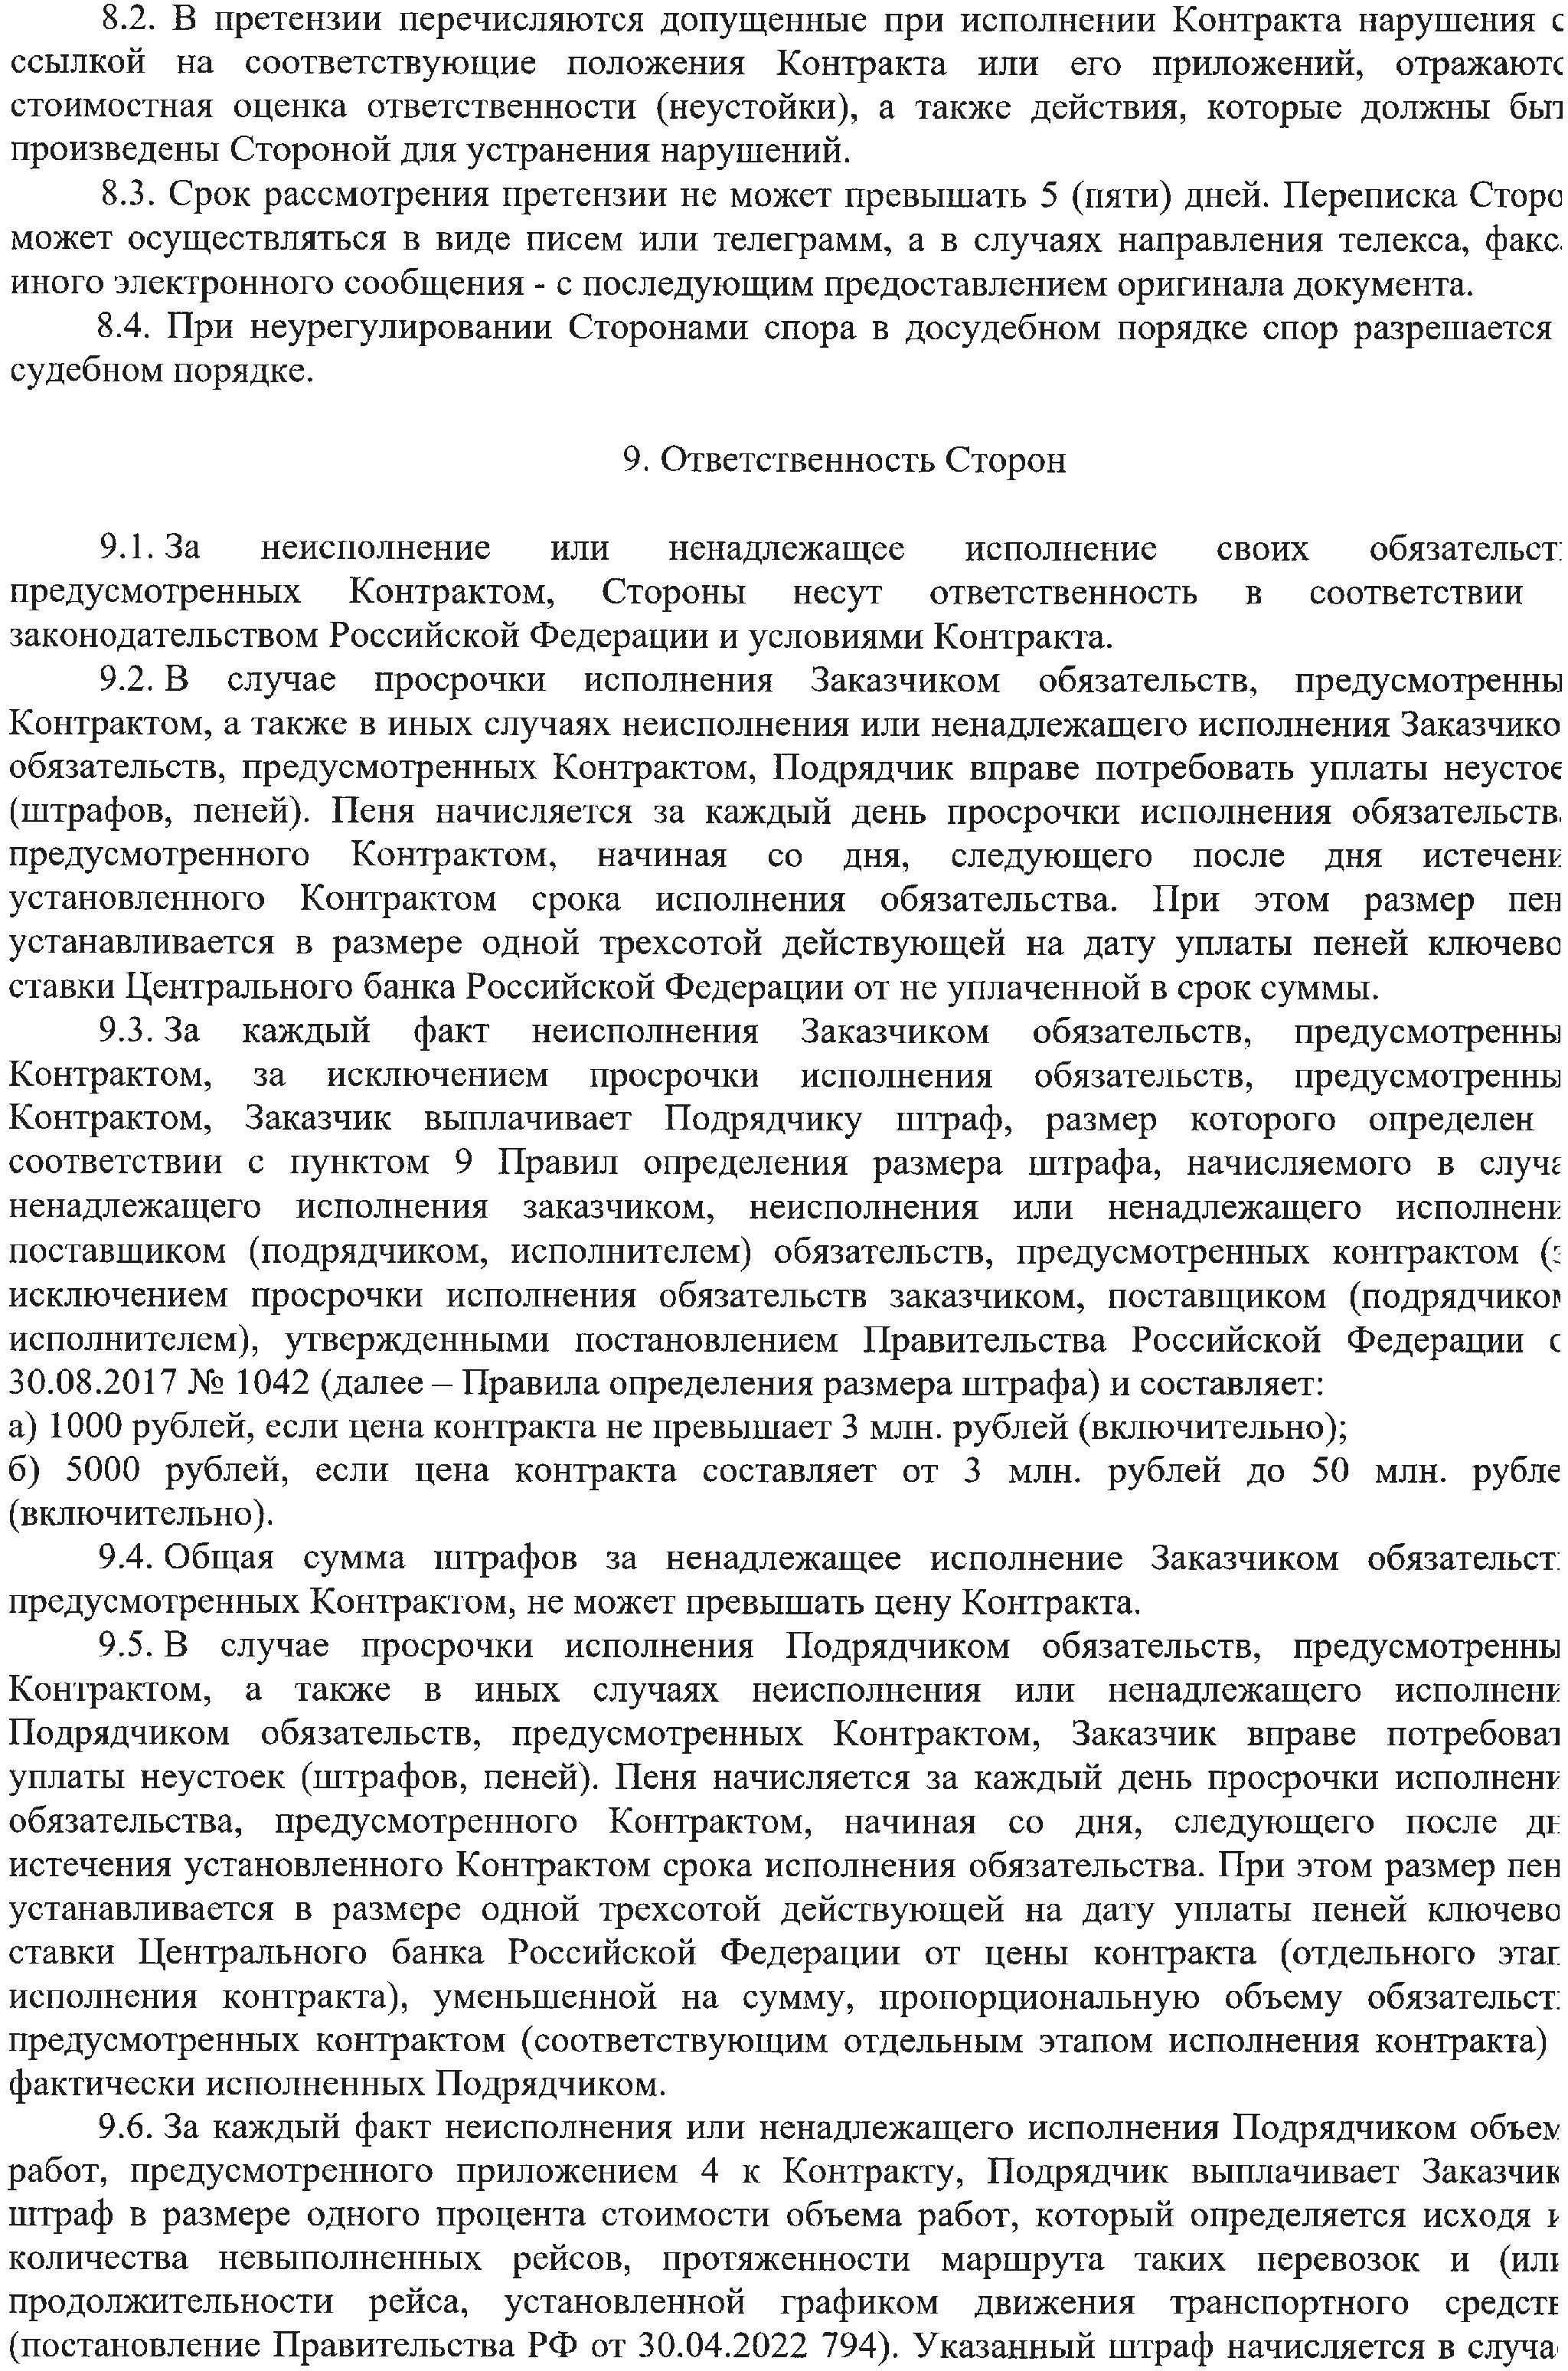 8.2. В претензии перечисляются допущенные при исполнении Контракта нарушения с
ссылкой на соответствующие положения Контракта или его приложений, отражаютс
стоимостная оценка ответственности (неустойки), а также действия, которые должны быт
произведены Стороной для устранения нарушений.
8.3. Срок рассмотрения претензии не может превышать 5 (пяти) дней. Переписка Сторо
может осуществляться в виде писем или телеграмм, а в случаях направления телекса, факс
иного электронного сообщения - с последующим предоставлением оригинала документа.
8.4. При неурегулировании Сторонами спора в досудебном порядке спор разрешается
судебном порядке.
9. Ответственность Сторон
9.1. За неисполнение или ненадлежащее исполнение своих обязательст
предусмотренных Контрактом, Стороны несут ответственность в соответствии
законодательством Российской Федерации и условиями Контракта.
9.2. В случае просрочки исполнения Заказчиком обязательств, предусмотренны
Контрактом, а также в иных случаях неисполнения или ненадлежащего исполнения Заказчико
обязательств, предусмотренных Контрактом, Подрядчик вправе потребовать уплаты неустое
(штрафов, пеней). Пеня начисляется за каждый день просрочки исполнения обязательств
предусмотренного Контрактом, начиная со дня, следующего после дня истечени
установленного Контрактом срока исполнения обязательства. При этом размер пен
устанавливается в размере одной трехсотой действующей на дату уплаты пеней ключево
ставки Центрального банка Российской Федерации от не уплаченной в срок суммы.
9.3. За каждый факт неисполнения Заказчиком обязательств, предусмотренны
Контрактом, за исключением просрочки исполнения обязательств, предусмотренны
Контрактом, Заказчик выплачивает Подрядчику штраф, размер которого определен
соответствии с пунктом 9 Правил определения размера штрафа, начисляемого в случа
ненадлежащего исполнения заказчиком, неисполнения или ненадлежащего исполнени
поставщиком (подрядчиком, исполнителем) обязательств, предусмотренных контрактом (з
исключением просрочки исполнения обязательств заказчиком, поставщиком (подрядчиком
исполнителем), утвержденными постановлением Правительства Российской Федерации о
30.08.2017 № 1042 (далее – Правила определения размера штрафа) и составляет:
а) 1000 рублей, если цена контракта не превышает 3 млн. рублей (включительно);
б) 5000 рублей, если цена контракта составляет от 3 млн. рублей до 50 млн. рубле
(включительно).
9.4. Общая сумма штрафов за ненадлежащее исполнение Заказчиком обязательст
предусмотренных Контрактом, не может превышать цену Контракта.
9.5. В случае просрочки исполнения Подрядчиком обязательств, предусмотренны
Контрактом, а также в иных случаях неисполнения или ненадлежащего исполнени
Подрядчиком обязательств, предусмотренных Контрактом, Заказчик вправе потребоват
уплаты неустоек (штрафов, пеней). Пеня начисляется за каждый день просрочки исполнени
обязательства, предусмотренного Контрактом, начиная со дня, следующего после дн
истечения установленного Контрактом срока исполнения обязательства. При этом размер пен
устанавливается в размере одной трехсотой действующей на дату уплаты пеней ключево
ставки Центрального банка Российской Федерации от цены контракта (отдельного этап
исполнения контракта), уменьшенной на сумму, пропорциональную объему обязательст
предусмотренных контрактом (соответствующим отдельным этапом исполнения контракта)
фактически исполненных Подрядчиком.
9.6. За каждый факт неисполнения или ненадлежащего исполнения Подрядчиком объем
работ, предусмотренного приложением 4 к Контракту, Подрядчик выплачивает Заказчик
штраф в размере одного процента стоимости объема работ, который определяется исходя и
количества невыполненных рейсов, протяженности маршрута таких перевозок и (или
продолжительности рейса, установленной графиком движения транспортного средств
(постановление Правительства РФ от 30.04.2022 794). Указанный штраф начисляется в случа